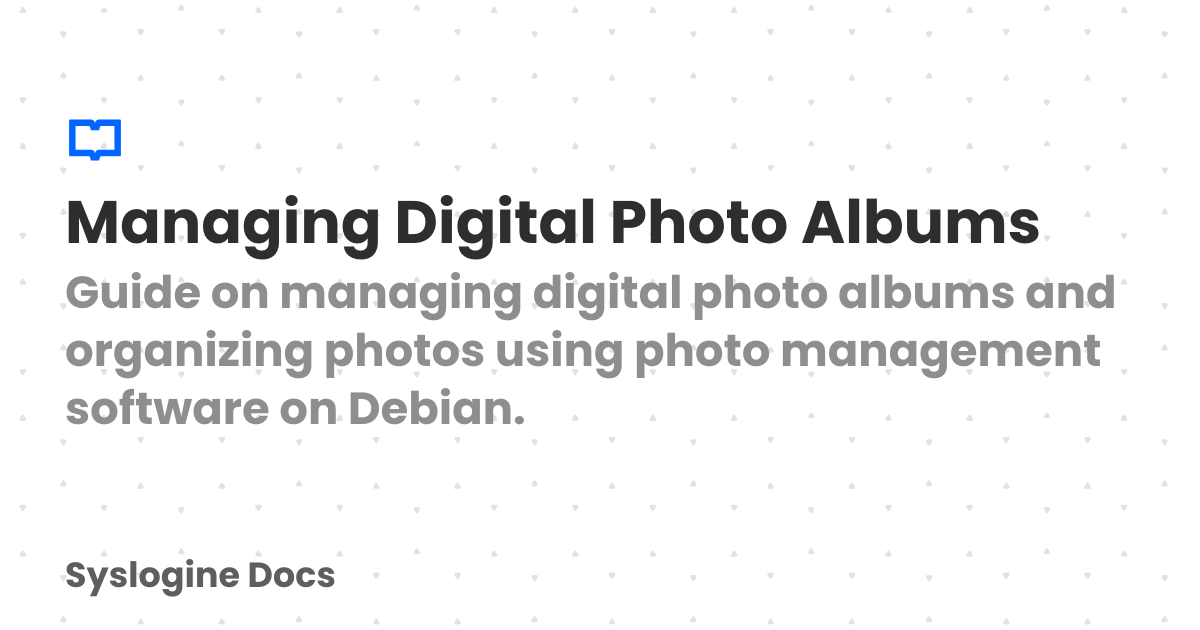 Managing Digital Photo Albums
Guide on managing digital photo albums and
organizing photos using photo management
software on Debian.
Syslogine Docs